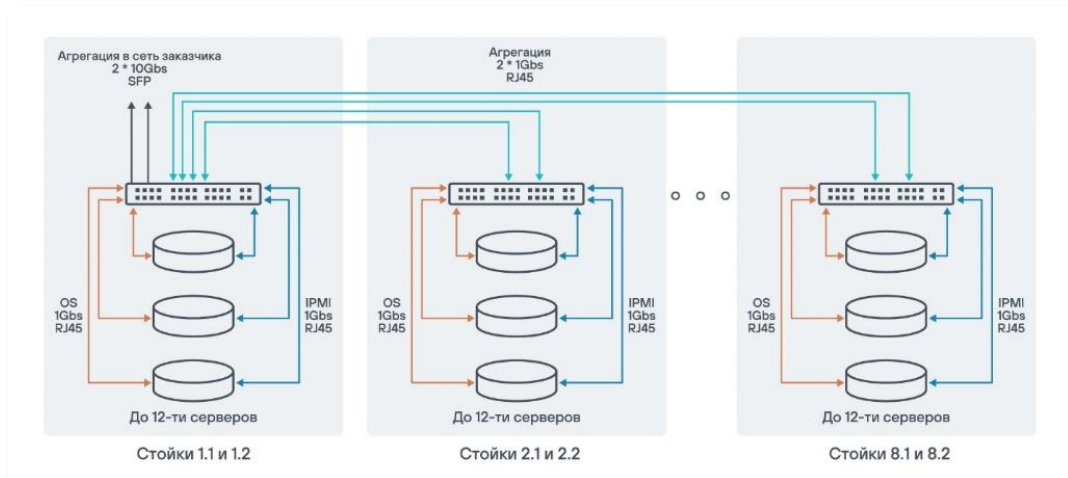 Агрегация в сеть заказчика
2 * 10Gbs
SFP
Агрегация
2 * 1Gbs
RJ45
OS
1Gbs
RJ45
IPMI
1Gbs
RJ45
OS
1Gbs
RJ45
IPMI
1Gbs
RJ45
OS
1Gbs
RJ45
IPMI
1Gbs
RJ45
До 12-ти серверов
До 12-ти серверов
До 12-ти серверов
Стойки 1.1 и 1.2
Стойки 2.1 и 2.2
Стойки 8.1 и 8.2